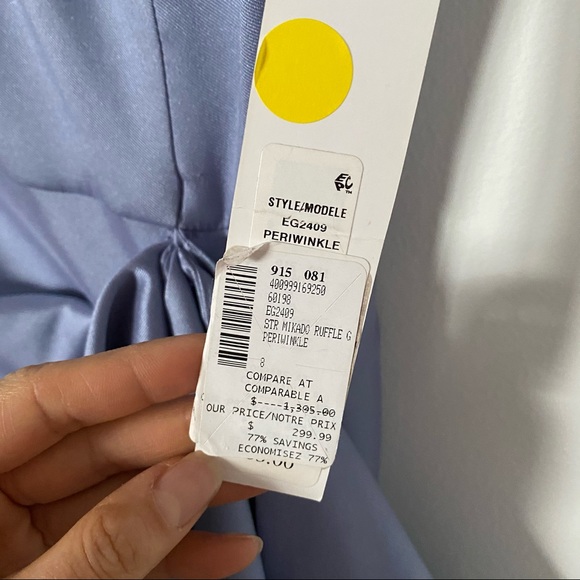 EPC™
STYLE/MODELE
EG2409
PERIWINKLE
915 081
400999169250
60198
EG2409
STR MIKADO RUFFLE G
PERIWINKLE
8
COMPARE AT
COMPARABLE A
$----1,305.00
OUR PRICE/NOTRE PRIX
$ 299.99
77% SAVINGS
ECONOMISEZ 77%